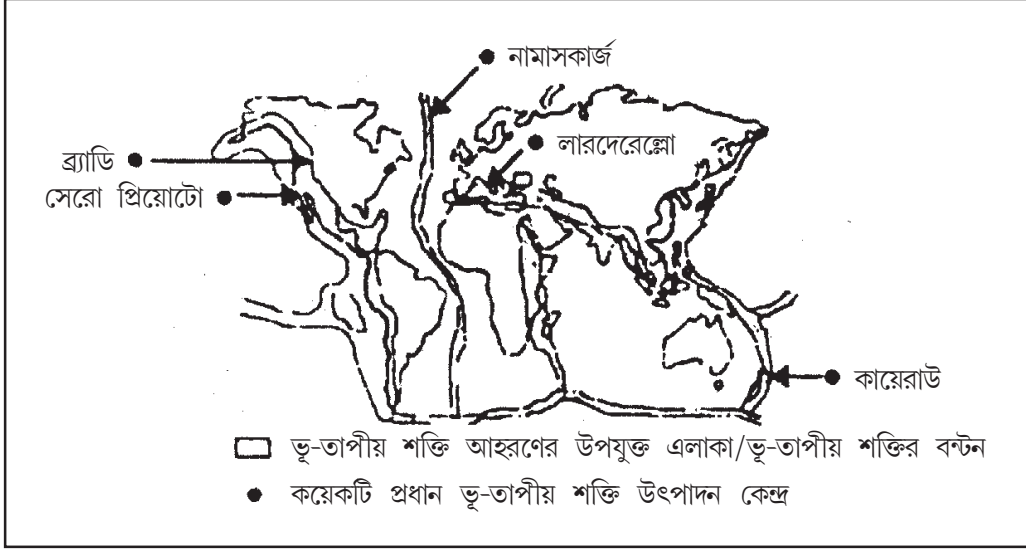 নামাসকার্জ
লারদেরেল্লো
ব্র্যাডি
সেরো প্রিয়োটো
কায়েরাউ
ভূ-তাপীয় শক্তি আহরণের উপযুক্ত এলাকা/ভূ-তাপীয় শক্তির বন্টন
কয়েকটি প্রধান ভূ-তাপীয় শক্তি উৎপাদন কেন্দ্র